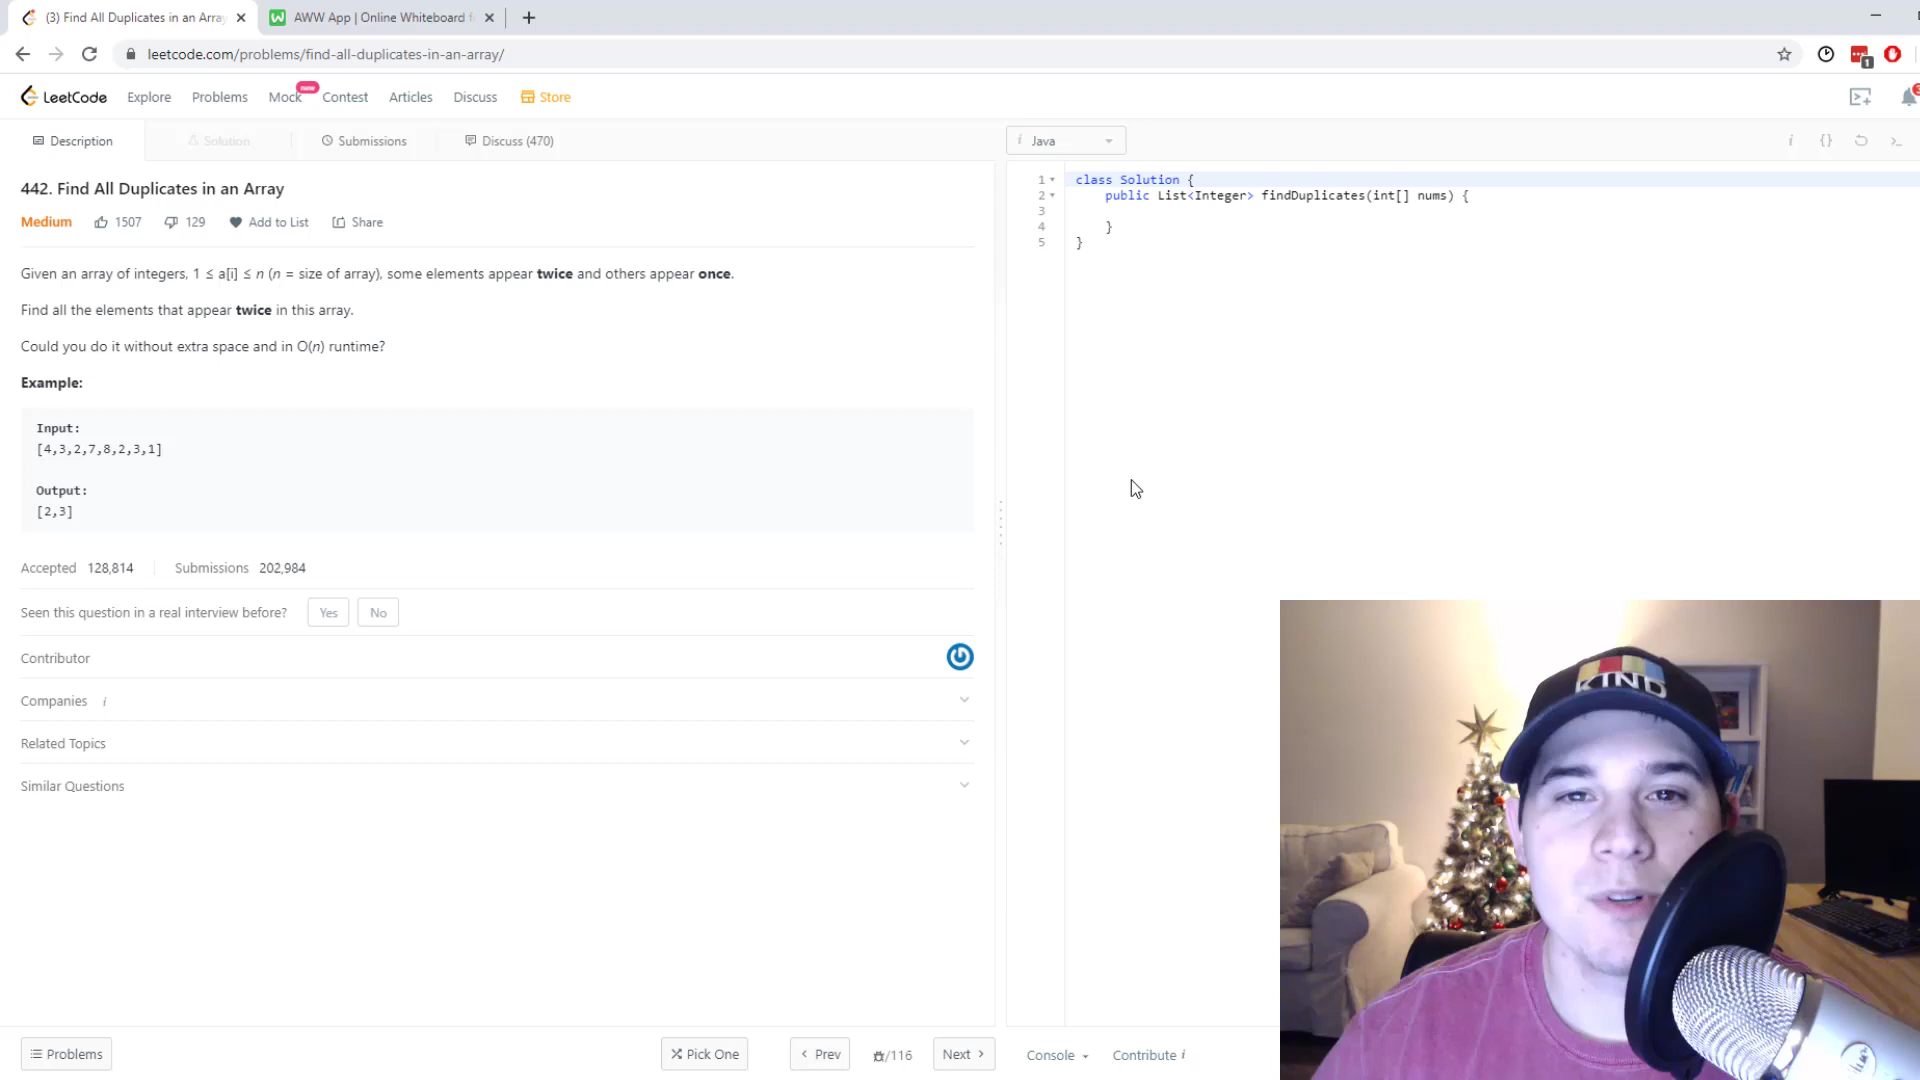 (3) Find All Duplicates in an Arra
AWW App | Online Whiteboard f
leetcode.com/problems/find-all-duplicates-in-an-array/
1
LeetCode
Explore
Problems
Mock
new
Contest
Articles
Discuss
Store
Description
Solution
Submissions
Discuss (470)
i Java
i {} >_
442. Find All Duplicates in an Array
Medium 1507 129 Add to List Share
Given an array of integers, 1 ≤ a[i] ≤ n (n = size of array), some elements appear twice and others appear once.
Find all the elements that appear twice in this array.
Could you do it without extra space and in O(n) runtime?
Example:
Input:
[4,3,2,7,8,2,3,1]
Output:
[2,3]
Accepted 128,814 Submissions 202,984
Seen this question in a real interview before? Yes No
Contributor
Companies i
Related Topics
Similar Questions
1 class Solution {
2 public List<Integer> findDuplicates(int[] nums) {
3
4 }
5 }
KIND
Problems
Pick One
Prev
/116
Next
Console
Contribute i